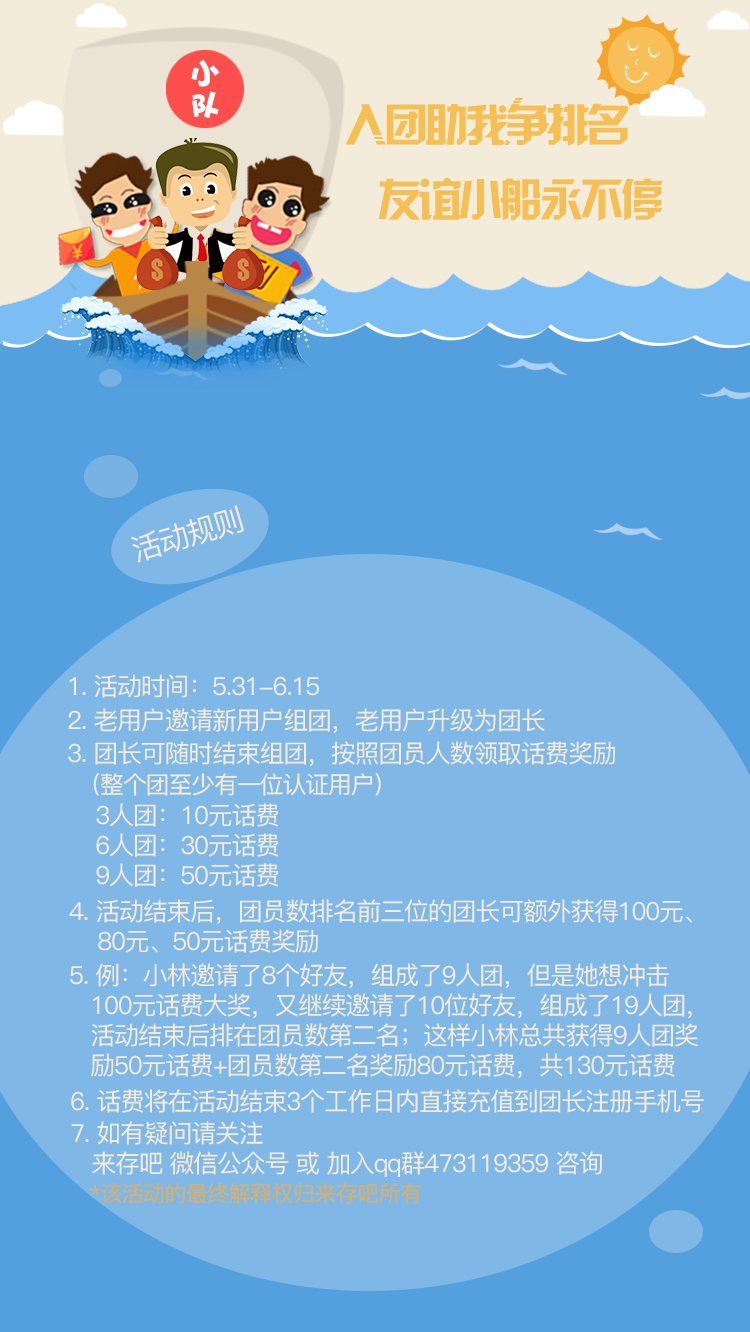 小
队
入团助我争排名
友谊小船永不停
¥
$
$
活动规则
1. 活动时间：5.31-6.15
2. 老用户邀请新用户组团，老用户升级为团长
3. 团长可随时结束组团，按照团员人数领取话费奖励
(整个团至少有一位认证用户)
3人团：10元话费
6人团：30元话费
9人团：50元话费
4. 活动结束后，团员数排名前三位的团长可额外获得100元、
80元、50元话费奖励
5. 例：小林邀请了8个好友，组成了9人团，但是她想冲击
100元话费大奖，又继续邀请了10位好友，组成了19人团，
活动结束后排在团员数第二名；这样小林总共获得9人团奖
励50元话费+团员数第二名奖励80元话费，共130元话费
6. 话费将在活动结束3个工作日内直接充值到团长注册手机号
7. 如有疑问请关注
来存吧 微信公众号 或 加入qq群473119359 咨询
*该活动的最终解释权归来存吧所有